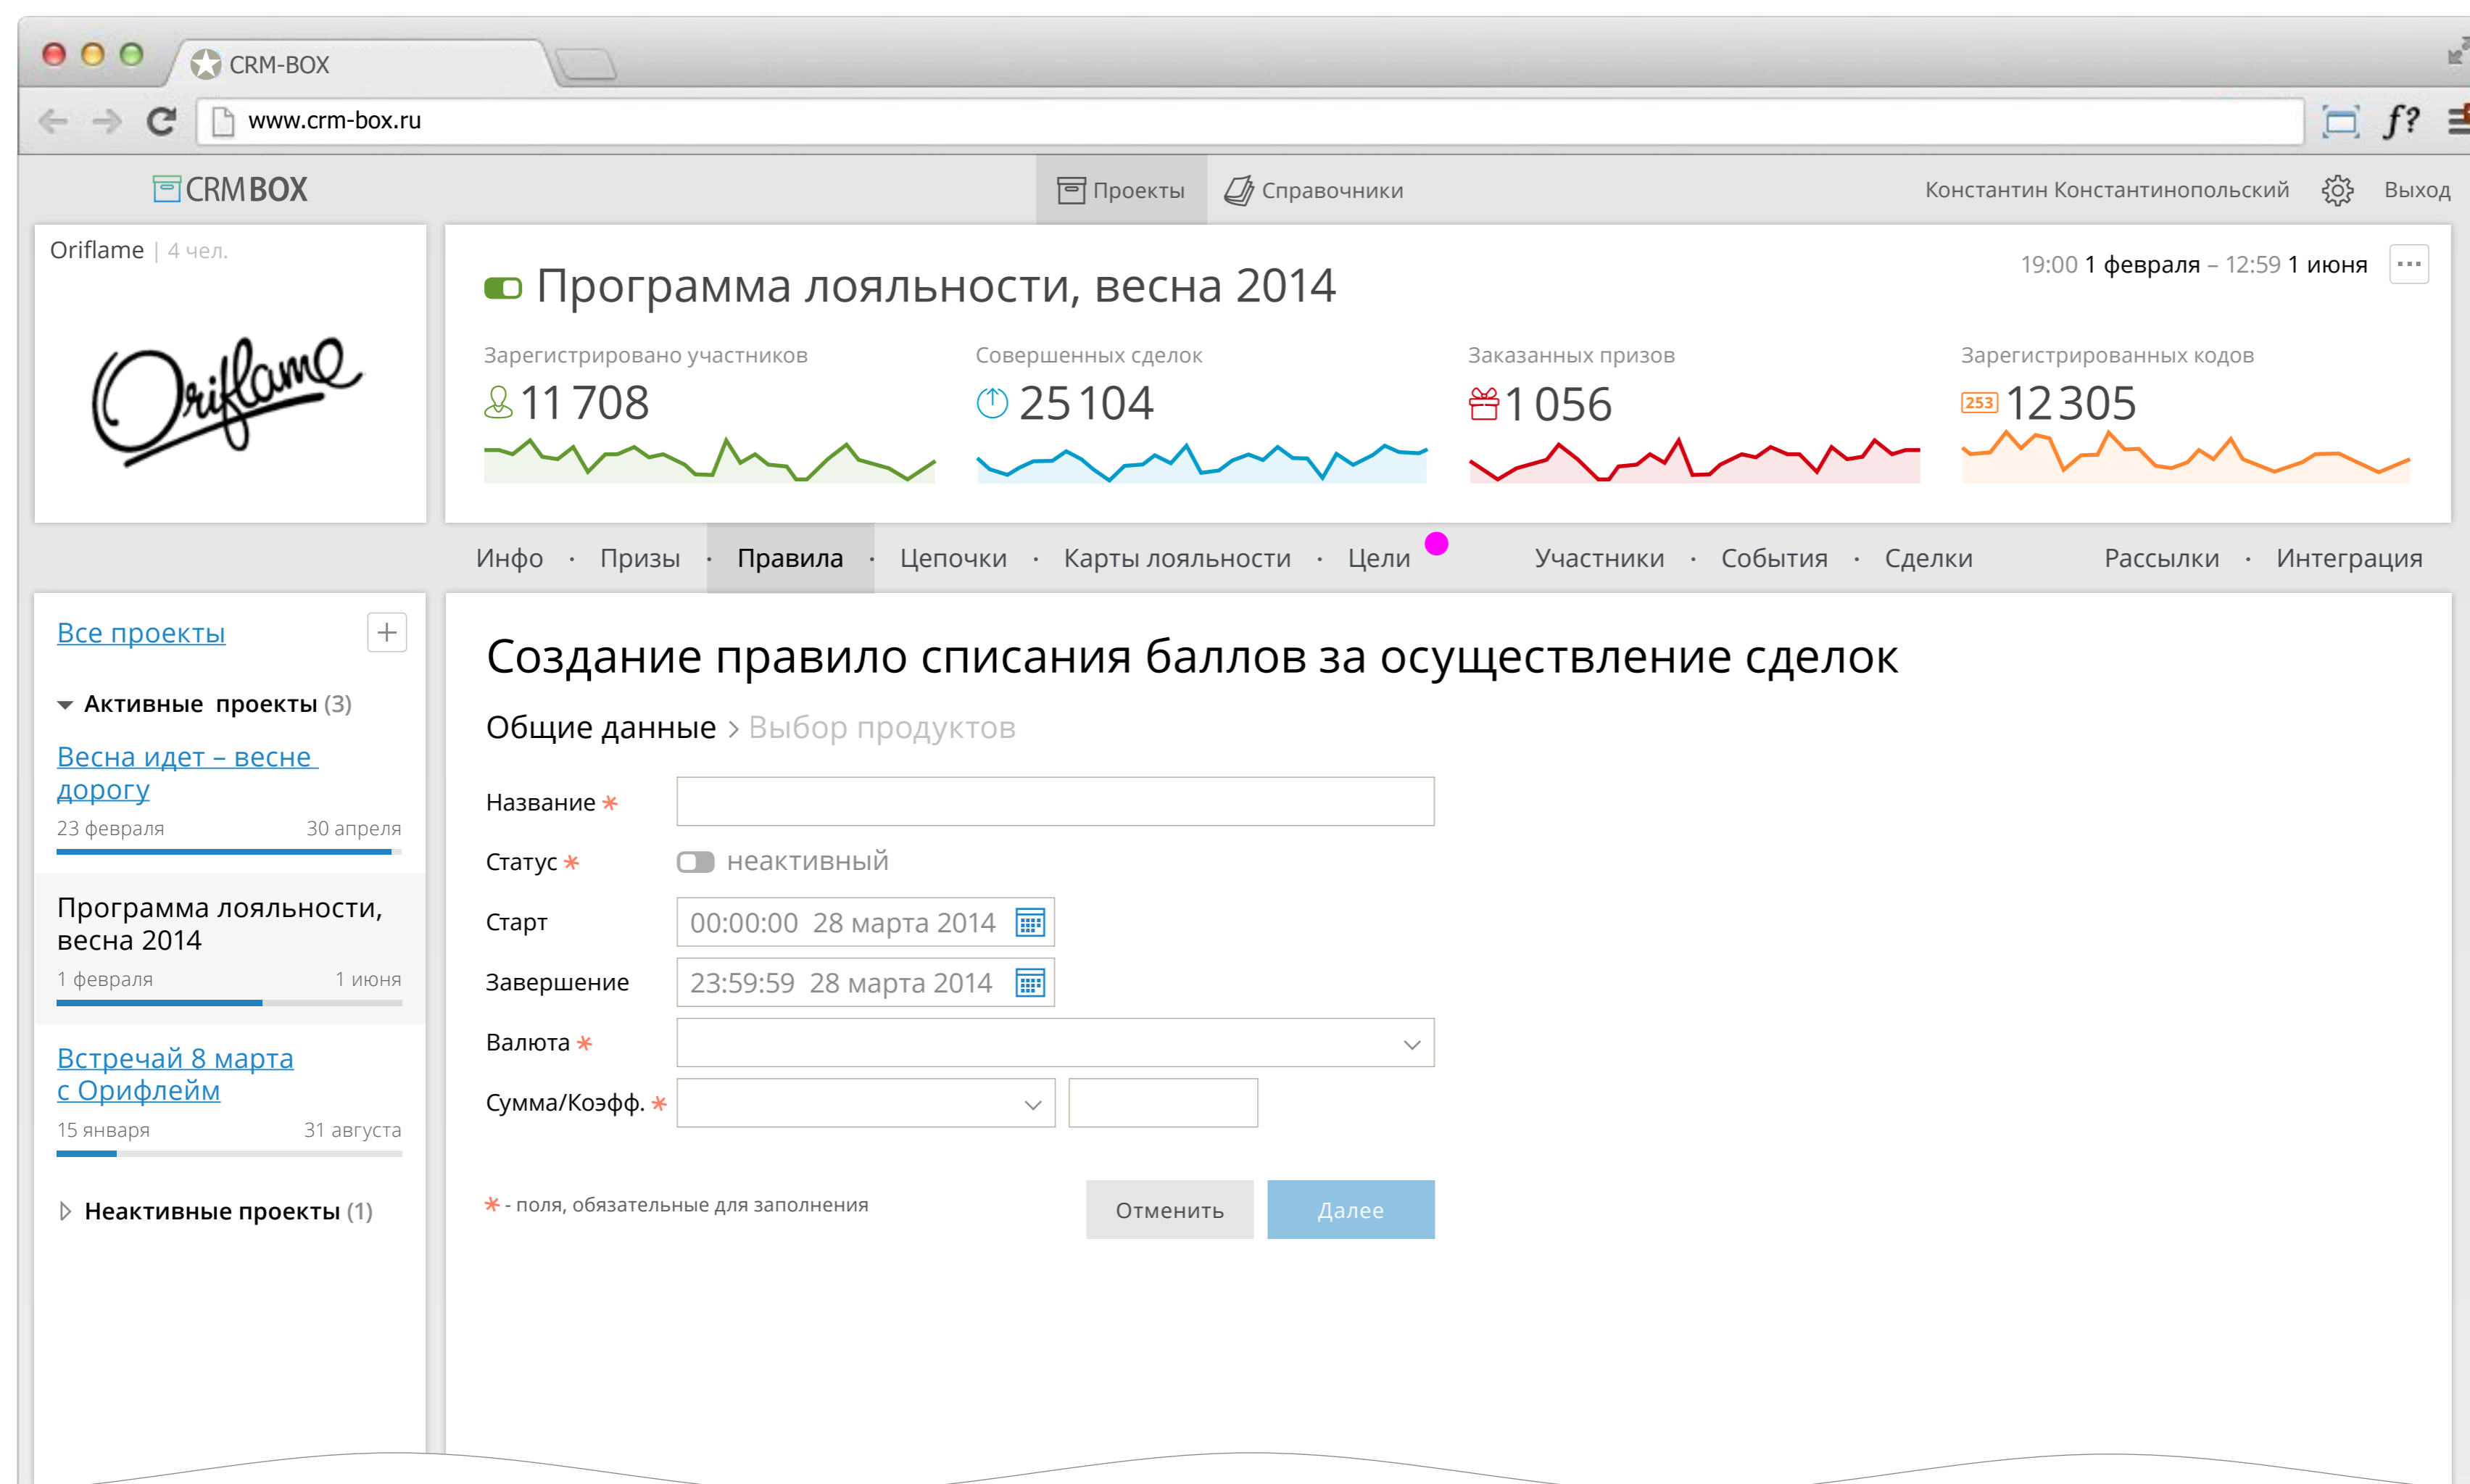 CRM-BOX
www.crm-box.ru
f?
CRMBOX
Проекты
Справочники
Константин Константинопольский
Выход
Oriflame | 4 чел.
Oriflame
Программа лояльности, весна 2014
19:00 1 февраля – 12:59 1 июня
Зарегистрировано участников
11 708
Совершенных сделок
25 104
Заказанных призов
1 056
Зарегистрированных кодов
253 12 305
Инфо · Призы · Правила · Цепочки · Карты лояльности · Цели
Участники · События · Сделки
Рассылки · Интеграция
Все проекты
Активные проекты (3)
Весна идет – весне
дорогу
23 февраля 30 апреля
Программа лояльности,
весна 2014
1 февраля 1 июня
Встречай 8 марта
с Орифлейм
15 января 31 августа
Неактивные проекты (1)
Создание правило списания баллов за осуществление сделок
Общие данные > Выбор продуктов
Название *
Статус * неактивный
Старт 00:00:00 28 марта 2014
Завершение 23:59:59 28 марта 2014
Валюта *
Сумма/Коэфф. *
* - поля, обязательные для заполнения
Отменить
Далее